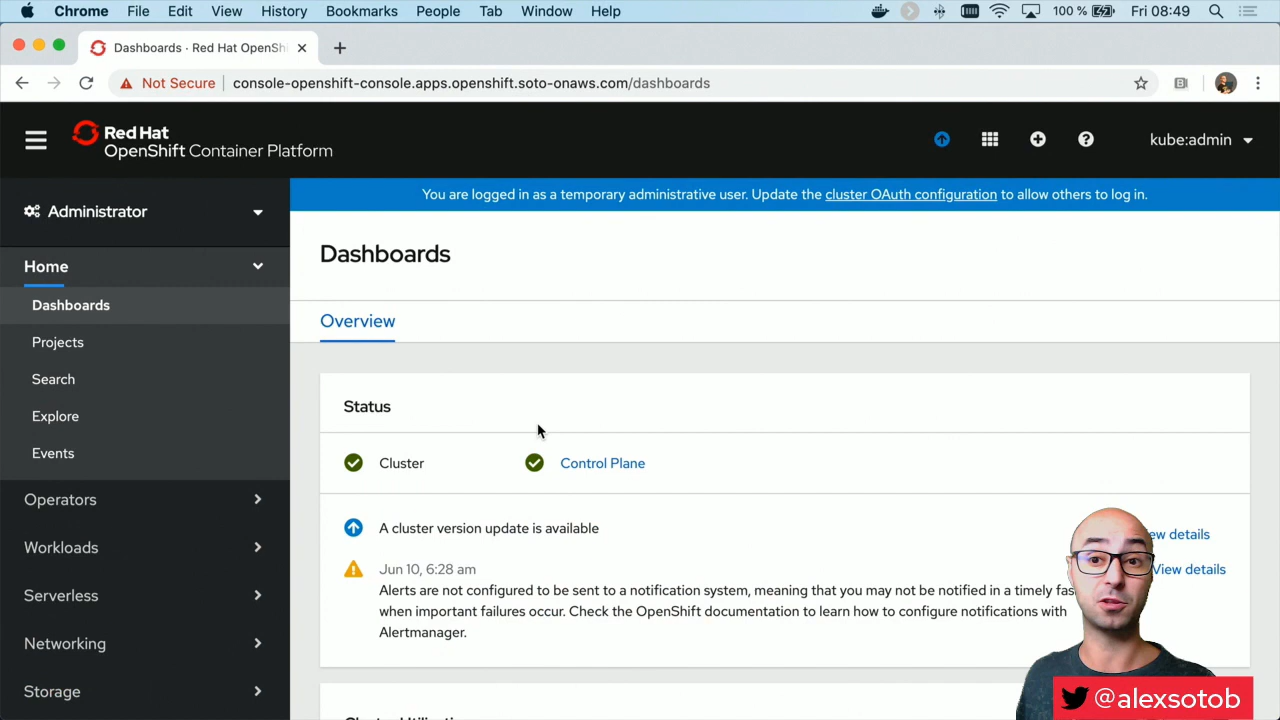 Chrome File Edit View History Bookmarks People Tab Window Help 100 % Fri 08:49
Dashboards · Red Hat OpenShi
Not Secure console-openshift-console.apps.openshift.soto-onaws.com/dashboards
Red Hat
OpenShift Container Platform
kube:admin
You are logged in as a temporary administrative user. Update the cluster OAuth configuration to allow others to log in.
Administrator
Home
Dashboards
Projects
Search
Explore
Events
Operators
Workloads
Serverless
Networking
Storage
Dashboards
Overview
Status
Cluster Control Plane
A cluster version update is available
ew details
Jun 10, 6:28 am
View details
Alerts are not configured to be sent to a notification system, meaning that you may not be notified in a timely fas
when important failures occur. Check the OpenShift documentation to learn how to configure notifications with
Alertmanager.
@alexsotob